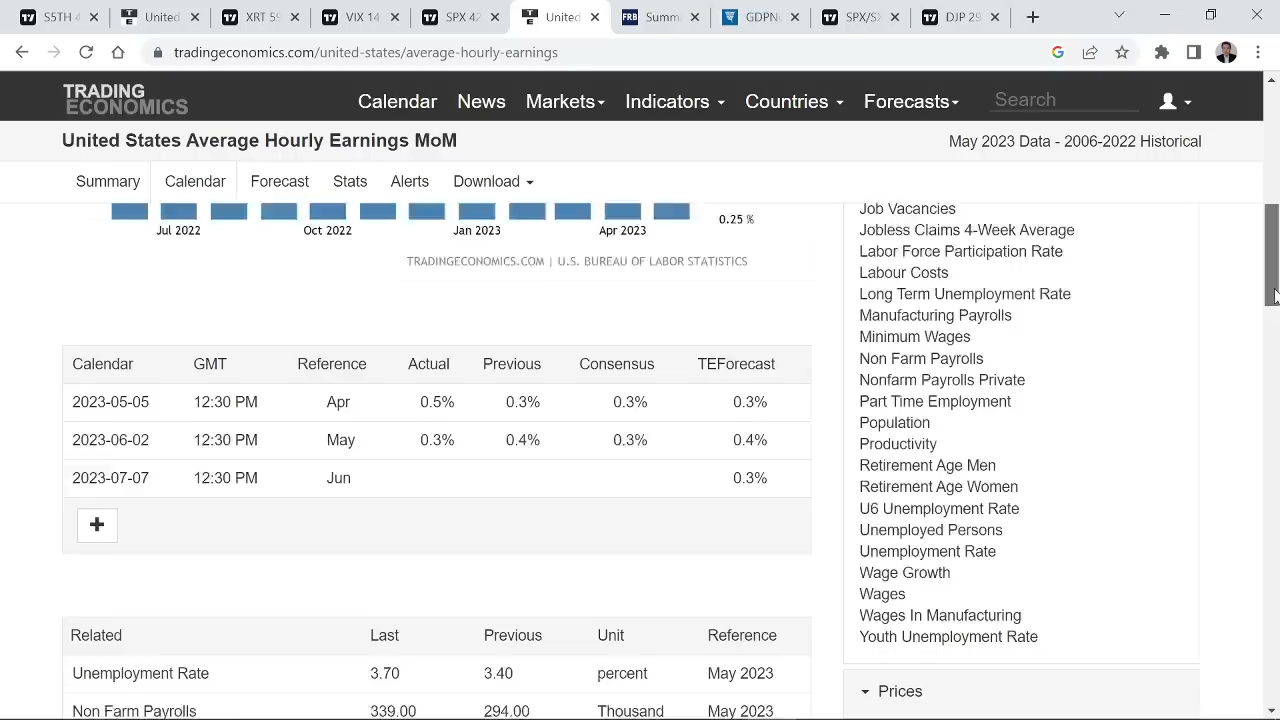 S5TH 4
United
XRT 59
VIX 14
SPX 42
United
FRB Summ
GDPN
SPX/S
DJP 29
tradingeconomics.com/united-states/average-hourly-earnings
TRADING
ECONOMICS
Calendar News Markets Indicators Countries Forecasts Search
United States Average Hourly Earnings MoM
May 2023 Data - 2006-2022 Historical
Summary Calendar Forecast Stats Alerts Download
0.25 %
Jul 2022 Oct 2022 Jan 2023 Apr 2023
TRADINGECONOMICS.COM | U.S. BUREAU OF LABOR STATISTICS
Calendar GMT Reference Actual Previous Consensus TEForecast
2023-05-05 12:30 PM Apr 0.5% 0.3% 0.3% 0.3%
2023-06-02 12:30 PM May 0.3% 0.4% 0.3% 0.4%
2023-07-07 12:30 PM Jun 0.3%
+
Related Last Previous Unit Reference
Unemployment Rate 3.70 3.40 percent May 2023
Non Farm Payrolls 339.00 294.00 Thousand May 2023
Job Vacancies
Jobless Claims 4-Week Average
Labor Force Participation Rate
Labour Costs
Long Term Unemployment Rate
Manufacturing Payrolls
Minimum Wages
Non Farm Payrolls
Nonfarm Payrolls Private
Part Time Employment
Population
Productivity
Retirement Age Men
Retirement Age Women
U6 Unemployment Rate
Unemployed Persons
Unemployment Rate
Wage Growth
Wages
Wages In Manufacturing
Youth Unemployment Rate
Prices